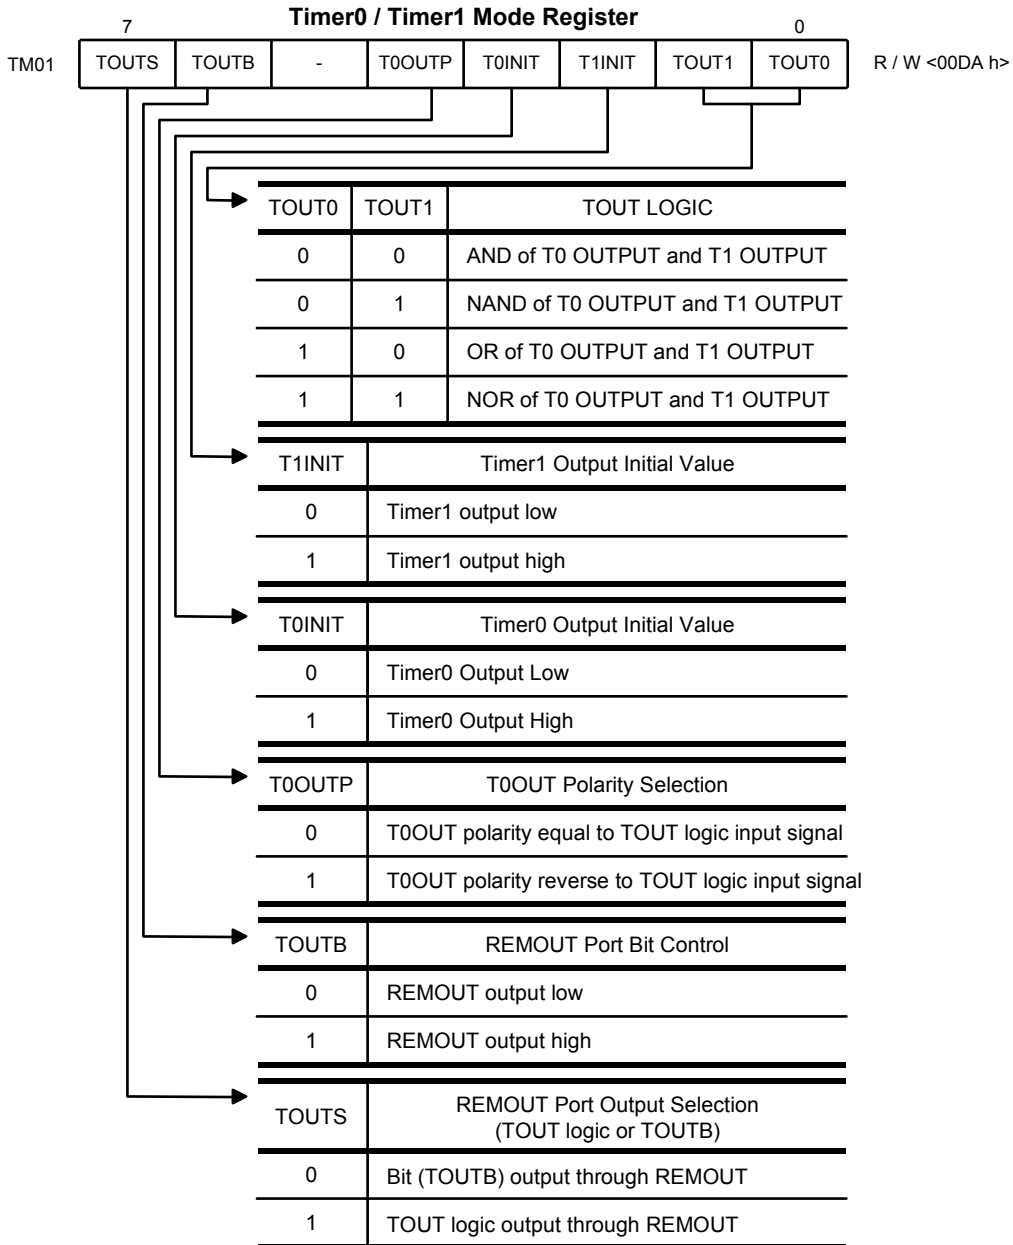 Timer0 / Timer1 Mode Register
7 0
TM01 TOUTS TOUTB - T0OUTP T0INIT T1INIT TOUT1 TOUT0 R / W <00DA h>
TOUT0 TOUT1 TOUT LOGIC
0 0 AND of T0 OUTPUT and T1 OUTPUT
0 1 NAND of T0 OUTPUT and T1 OUTPUT
1 0 OR of T0 OUTPUT and T1 OUTPUT
1 1 NOR of T0 OUTPUT and T1 OUTPUT
T1INIT Timer1 Output Initial Value
0 Timer1 output low
1 Timer1 output high
T0INIT Timer0 Output Initial Value
0 Timer0 Output Low
1 Timer0 Output High
T0OUTP T0OUT Polarity Selection
0 T0OUT polarity equal to TOUT logic input signal
1 T0OUT polarity reverse to TOUT logic input signal
TOUTB REMOUT Port Bit Control
0 REMOUT output low
1 REMOUT output high
TOUTS REMOUT Port Output Selection
(TOUT logic or TOUTB)
0 Bit (TOUTB) output through REMOUT
1 TOUT logic output through REMOUT